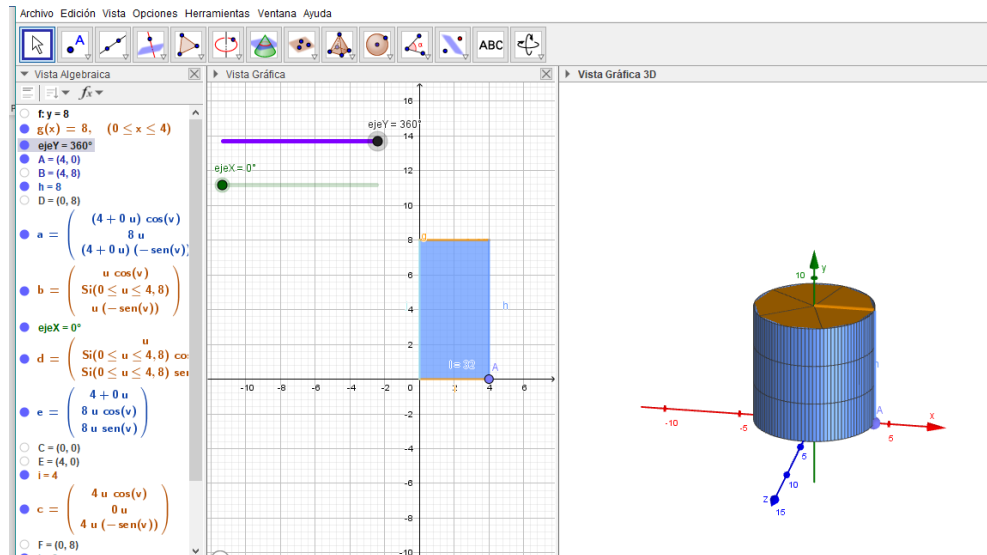 Archivo Edición Vista Opciones Herramientas Ventana Ayuda
A
α
a=2
ABC
Vista Algebraica
Vista Gráfica
Vista Gráfica 3D
fx
f: y = 8
g(x) = 8, (0 ≤ x ≤ 4)
ejeY = 360°
A = (4, 0)
B = (4, 8)
h = 8
D = (0, 8)
a =
(4 + 0 u) cos(v)
8 u
(4 + 0 u) (− sen(v))
b =
u cos(v)
Si(0 ≤ u ≤ 4, 8)
u (− sen(v))
ejeX = 0°
d =
u
Si(0 ≤ u ≤ 4, 8) co
Si(0 ≤ u ≤ 4, 8) sen
e =
4 + 0 u
8 u cos(v)
8 u sen(v)
C = (0, 0)
E = (4, 0)
i = 4
c =
4 u cos(v)
0 u
4 u (− sen(v))
F = (0, 8)
ejeY = 360°
ejeX = 0°
16
14
12
10
8
6
4
2
0
-2
-4
-6
-8
-10
-10 -8 -6 -4 -2 0 2 4 6
g
h
l = 32
A
10 y
h
A
-10 -5 5 x
5
10
z 15